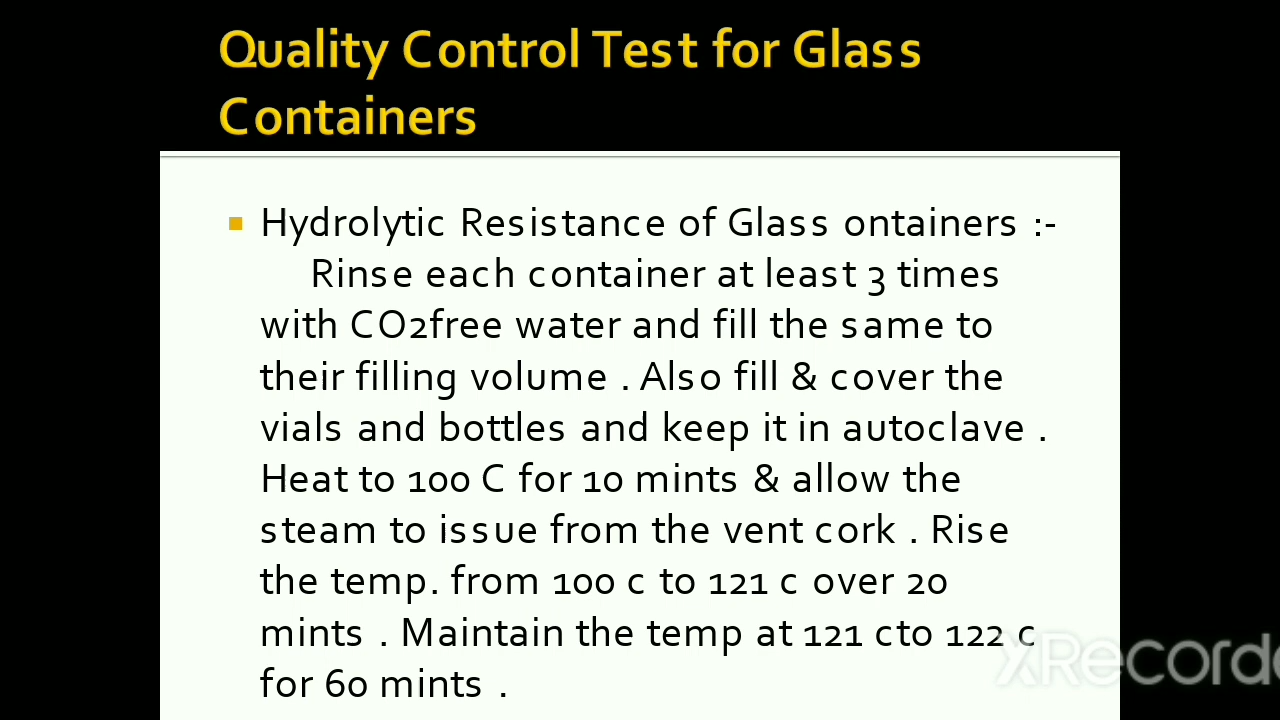 Quality Control Test for Glass
Containers
Hydrolytic Resistance of Glass ontainers :-
Rinse each container at least 3 times
with CO2free water and fill the same to
their filling volume . Also fill & cover the
vials and bottles and keep it in autoclave .
Heat to 100 C for 10 mints & allow the
steam to issue from the vent cork . Rise
the temp. from 100 c to 121 c over 20
mints . Maintain the temp at 121 cto 122 c
for 60 mints .
XRecorde